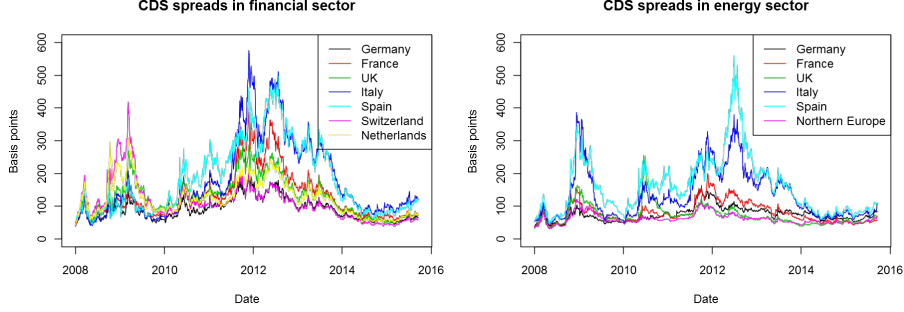 CDS spreads in financial sector
Basis points
600
500
400
300
200
100
0
Germany
France
UK
Italy
Spain
Switzerland
Netherlands
2008
2010
2012
2014
2016
Date
CDS spreads in energy sector
Basis points
600
500
400
300
200
100
0
Germany
France
UK
Italy
Spain
Northern Europe
2008
2010
2012
2014
2016
Date